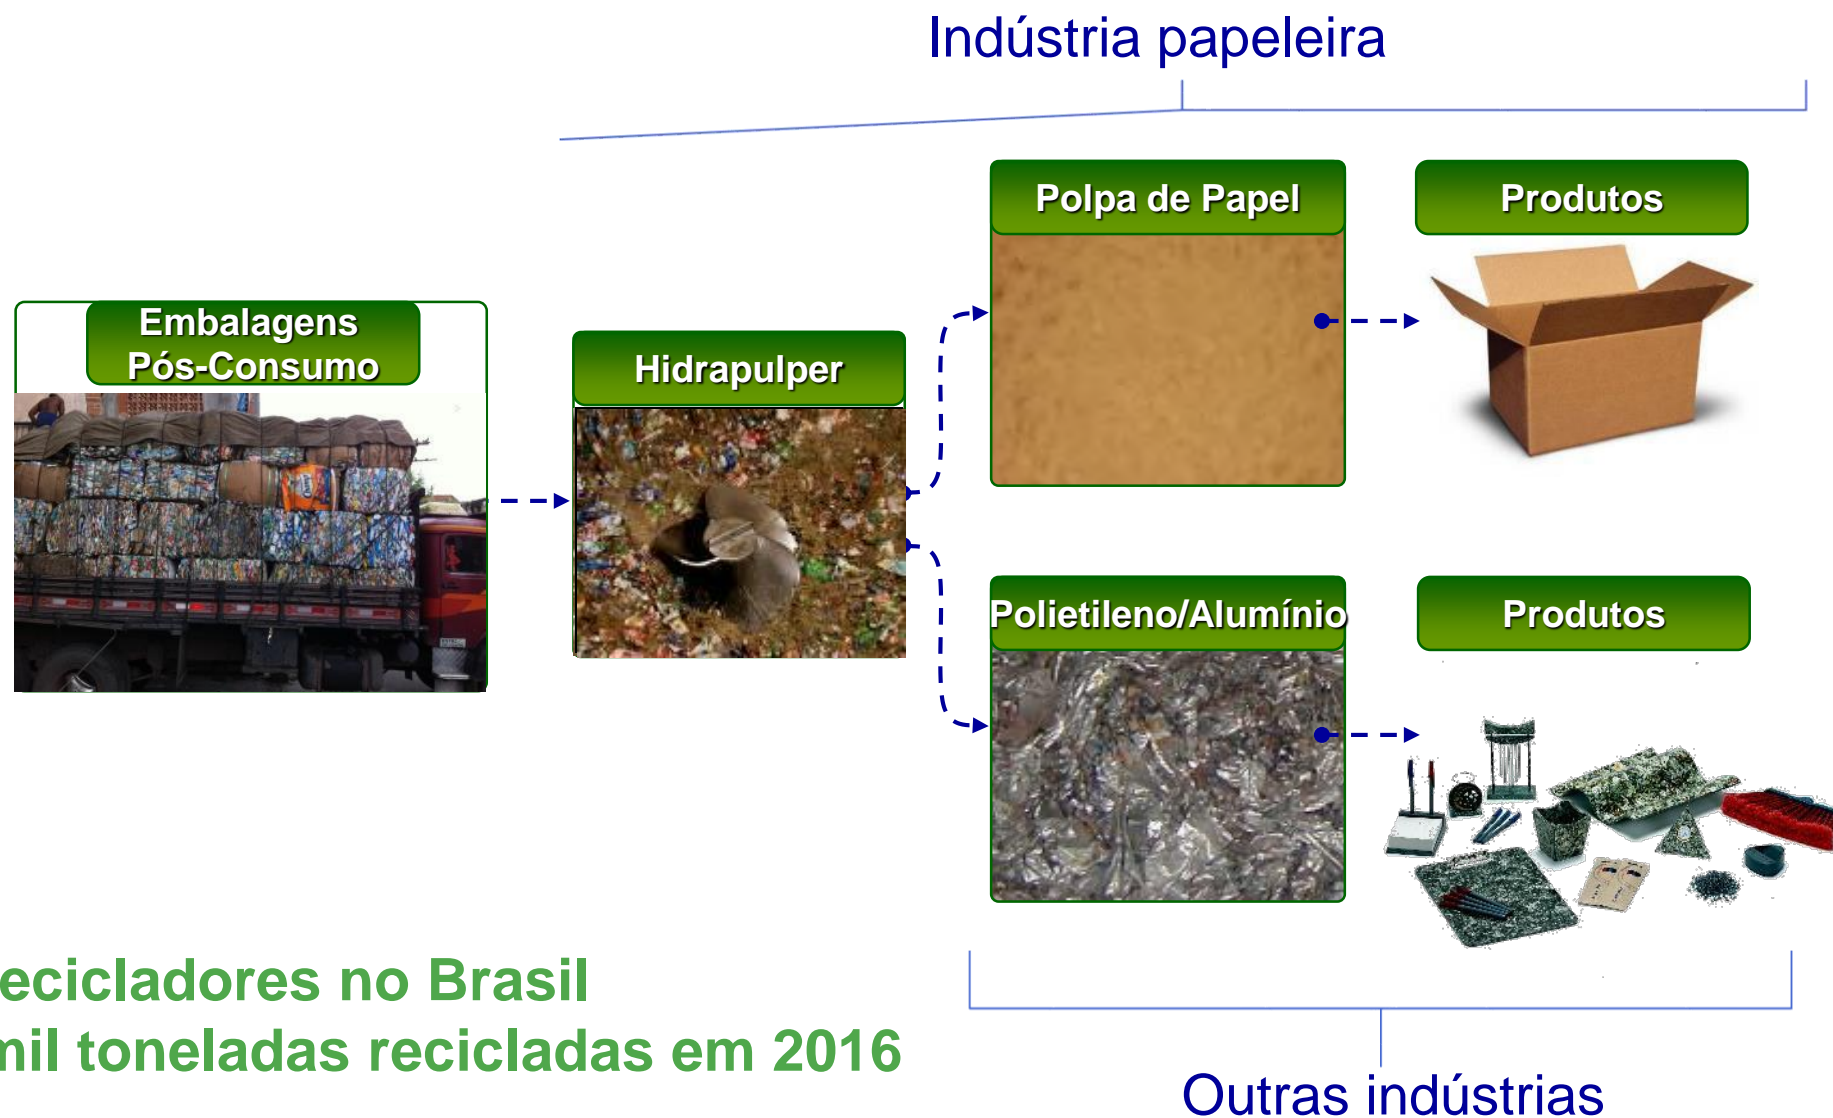 Indústria papeleira
Polpa de Papel
Produtos
Embalagens
Pós-Consumo
Hidrapulper
Polietileno/Alumínio
Produtos
ecicladores no Brasil
mil toneladas recicladas em 2016
Outras indústrias